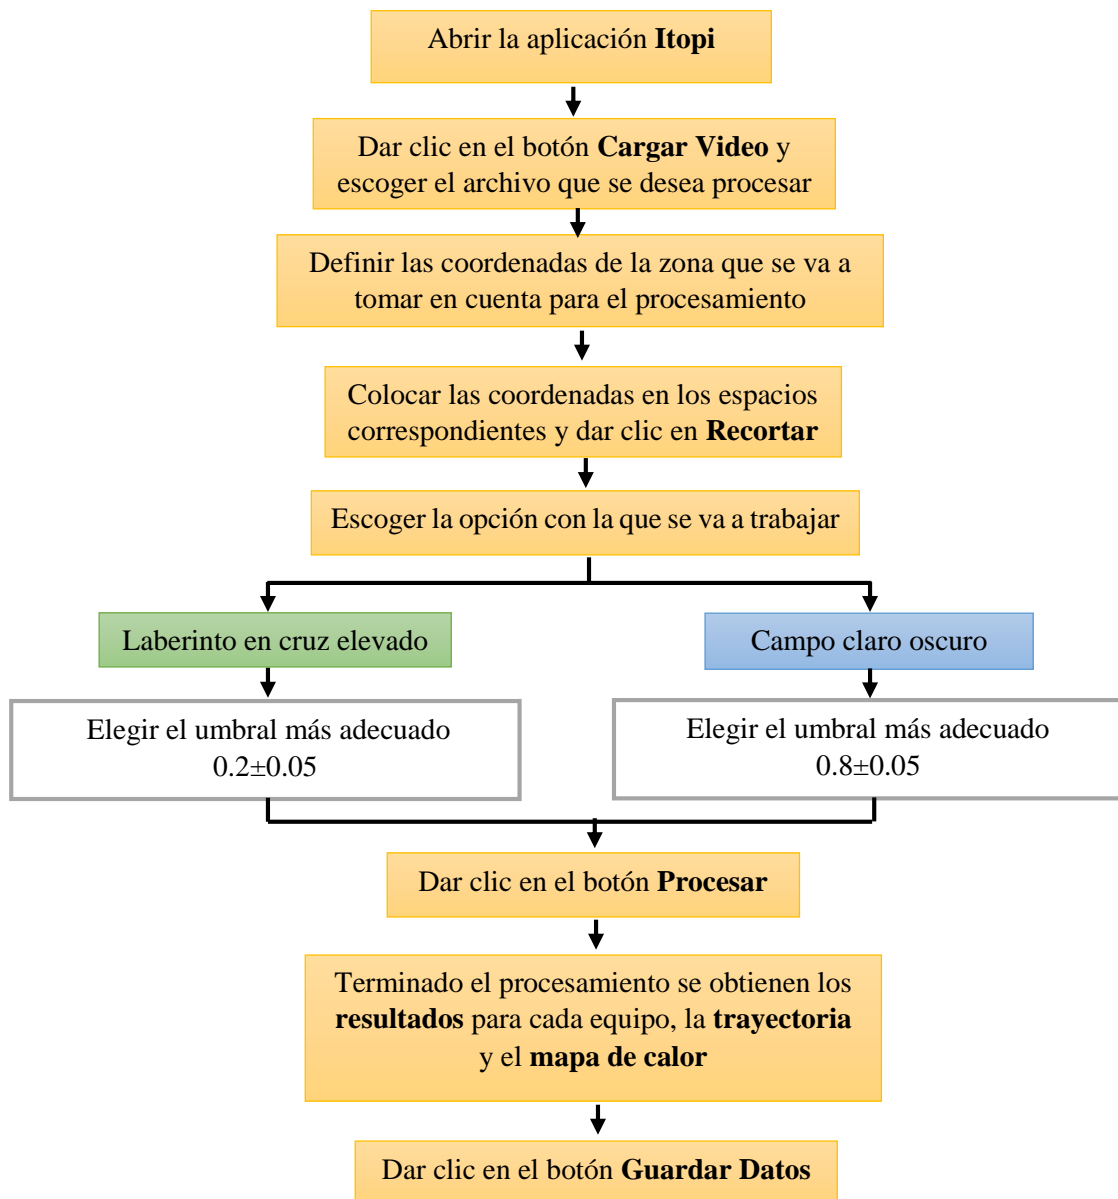 Abrir la aplicación Itopi
Dar clic en el botón Cargar Video y
escoger el archivo que se desea procesar
Definir las coordenadas de la zona que se va a
tomar en cuenta para el procesamiento
Colocar las coordenadas en los espacios
correspondientes y dar clic en Recortar
Escoger la opción con la que se va a trabajar
Laberinto en cruz elevado
Campo claro oscuro
Elegir el umbral más adecuado
0.2±0.05
Elegir el umbral más adecuado
0.8±0.05
Dar clic en el botón Procesar
Terminado el procesamiento se obtienen los
resultados para cada equipo, la trayectoria
y el mapa de calor
Dar clic en el botón Guardar Datos